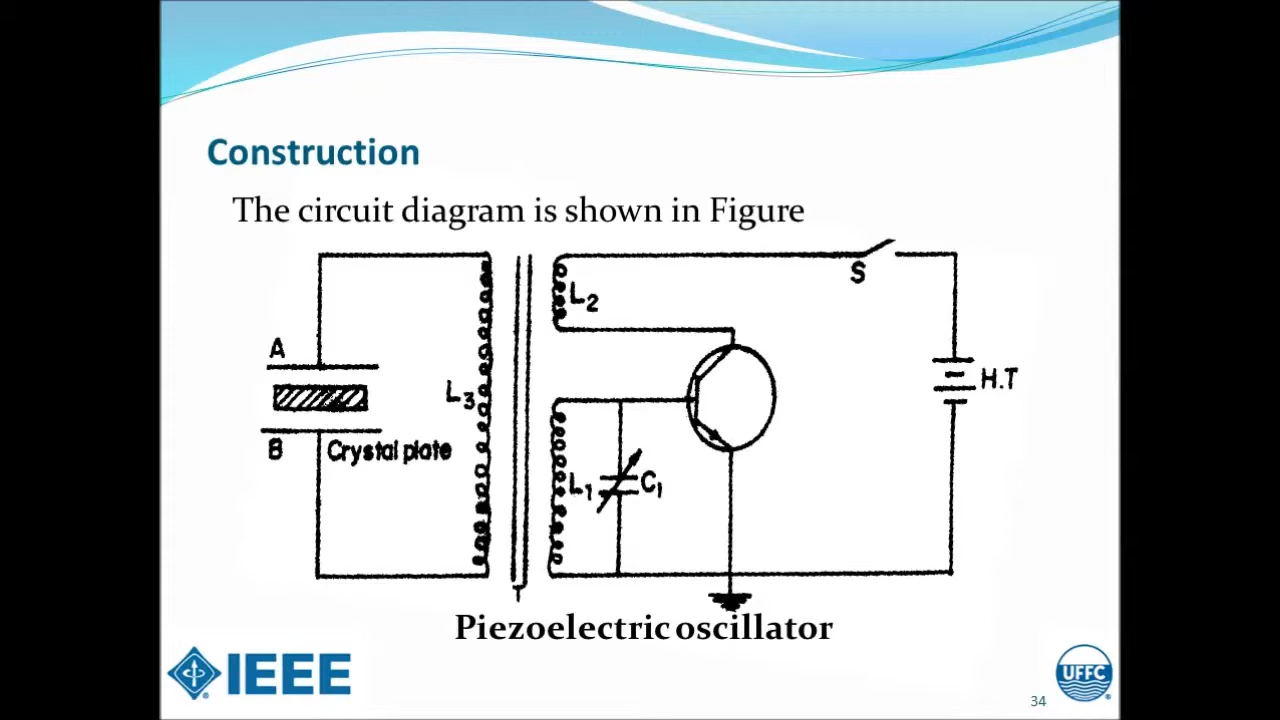 Construction
The circuit diagram is shown in Figure
S
L2
A
L3
H.T
B
Crystal plate
L1
C1
Piezoelectric oscillator
IEEE
UFFC
34